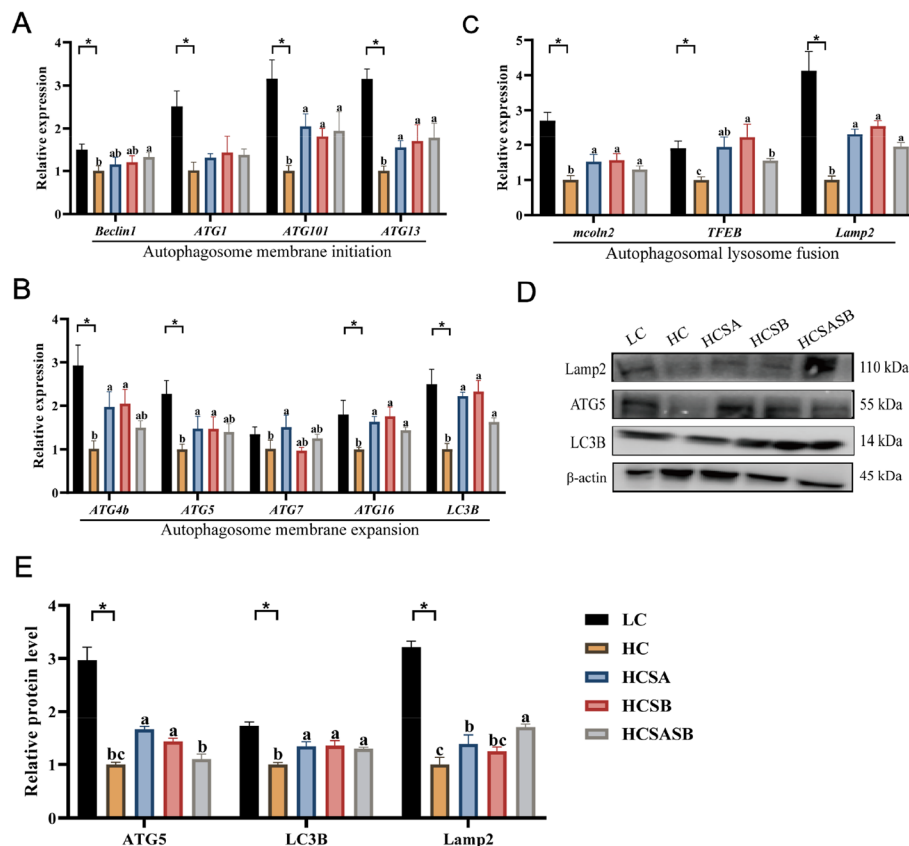 A
4
3
2
1
0
Relative expression
* * * *
b ab ab a
b a a a
b a a a
Beclin1 ATG1 ATG101 ATG13
Autophagosome membrane initiation
C
5
4
3
2
1
0
Relative expression
* * *
b a a a
c ab a b
b a a a
mcoln2 TFEB Lamp2
Autophagosomal lysosome fusion
B
4
3
2
1
0
Relative expression
* * * *
b a a ab
b a a ab
b a b ab
b a a a
b a a a
ATG4b ATG5 ATG7 ATG16 LC3B
Autophagosome membrane expansion
D
LC HC HCSA HCSB HCSASB
Lamp2 110 kDa
ATG5 55 kDa
LC3B 14 kDa
β-actin 45 kDa
E
4
3
2
1
0
Relative protein level
* * *
bc a a b
b a a a
c b bc a
ATG5 LC3B Lamp2
LC
HC
HCSA
HCSB
HCSASB